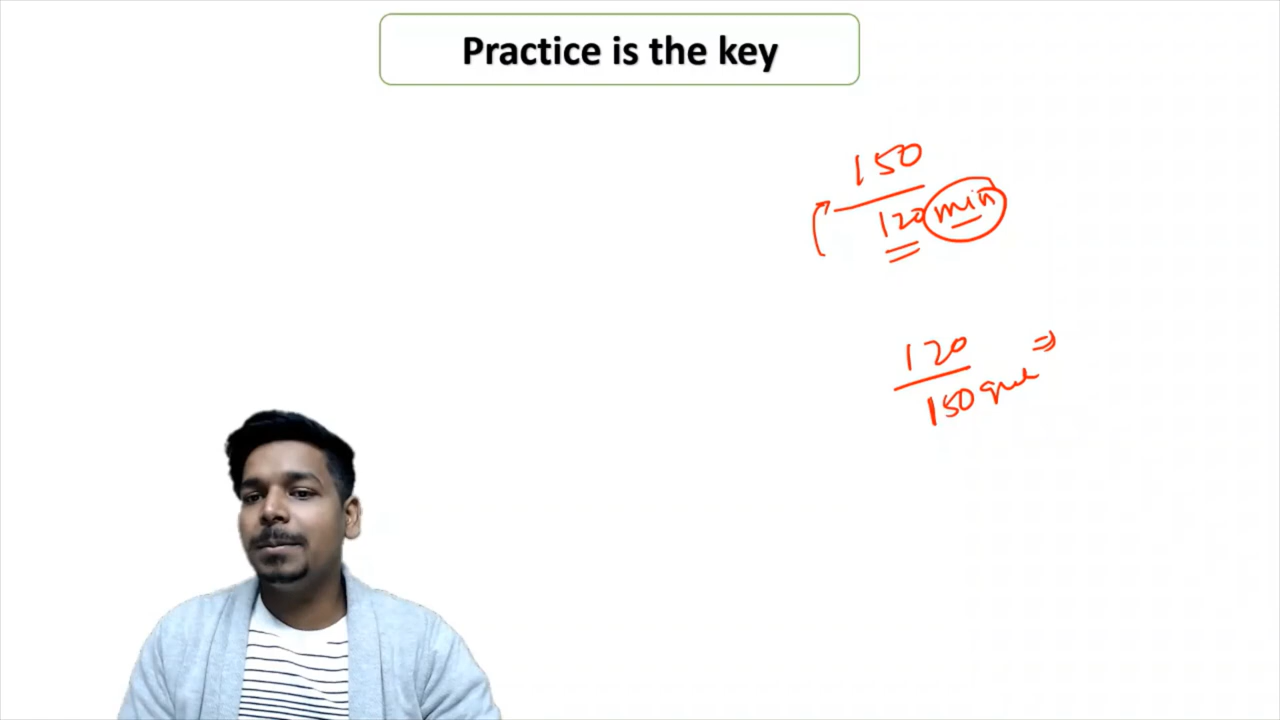 Practice is the key
150
120 min
120
150 que ⇒